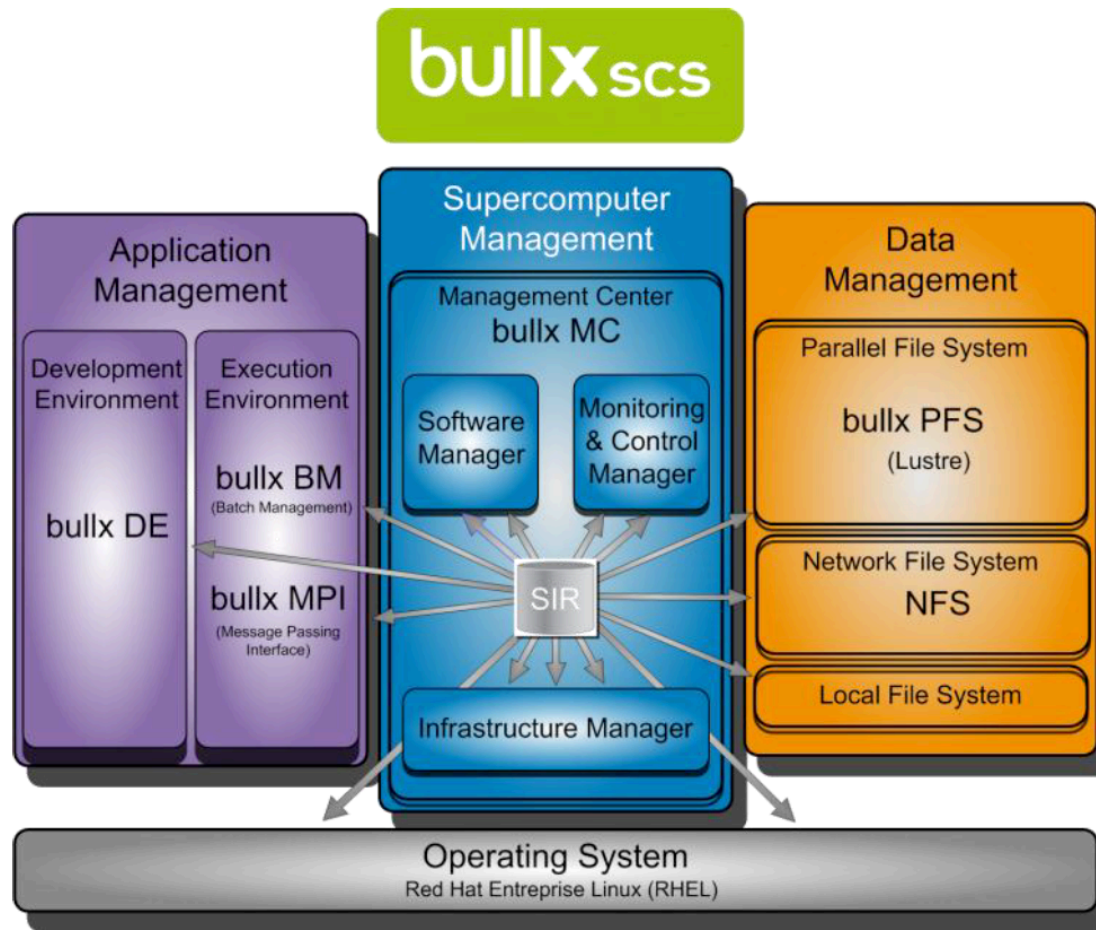 bullx scs
Supercomputer
Management
Application
Management
Data
Management
Management Center
bullx MC
Development
Environment
Execution
Environment
bullx DE
bullx BM
(Batch Management)
bullx MPI
(Message Passing
Interface)
Software
Manager
Monitoring
& Control
Manager
SIR
Infrastructure Manager
Parallel File System
bullx PFS
(Lustre)
Network File System
NFS
Local File System
Operating System
Red Hat Entreprise Linux (RHEL)